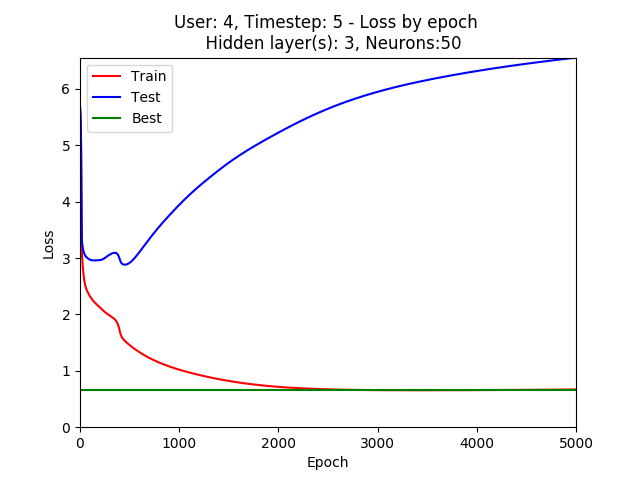 User: 4, Timestep: 5 - Loss by epoch
Hidden layer(s): 3, Neurons:50
Train
Test
Best
Loss
6
5
4
3
2
1
0
0 1000 2000 3000 4000 5000
Epoch